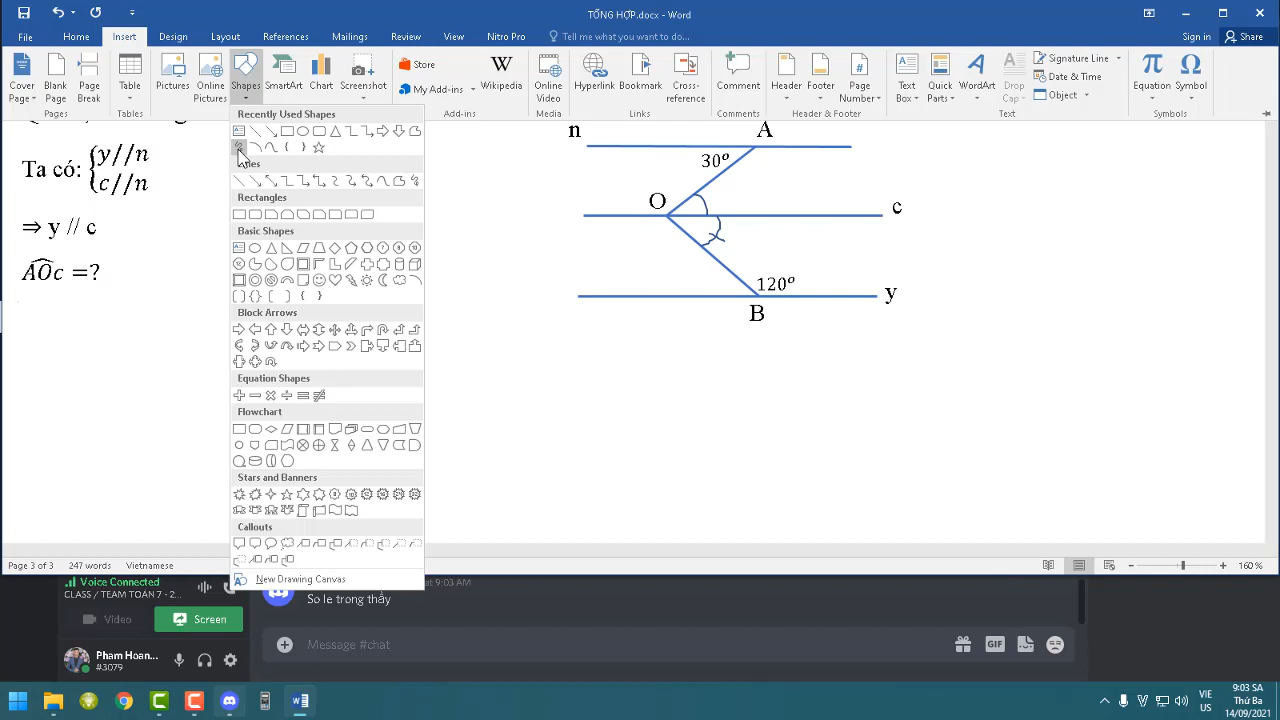 TỔNG HỢP.docx - Word
File Home Insert Design Layout References Mailings Review View Nitro Pro Tell me what you want to do... Sign in Share
Cover Page
Blank Page
Page Break
Table
Pictures
Online Pictures
Shapes
SmartArt
Chart
Screenshot
Store
My Add-ins
Wikipedia
Online Video
Hyperlink
Bookmark
Cross-reference
Comment
Header
Footer
Page Number
Text Box
Quick Parts
WordArt
Drop Cap
Signature Line
Date & Time
Object
Equation
Symbol
Pages Tables Add-ins Media Links Comments Header & Footer Text Symbols
Recently Used Shapes
Rectangles
Basic Shapes
Block Arrows
Equation Shapes
Flowchart
Stars and Banners
Callouts
New Drawing Canvas
Ta có: {y//n
c//n
⇒ y // c
AOc =?
n A
30º
O c
120º
B y
Page 3 of 3 247 words Vietnamese 160 %
Voice Connected
CLASS / TEAM TOÁN 7 - 2...
Video Screen
Pham Hoan...
#3079
at 9:03 AM
So le trong thầy
Message #chat
GIF
VIE
US
9:03 SA
Thứ Ba
14/09/2021